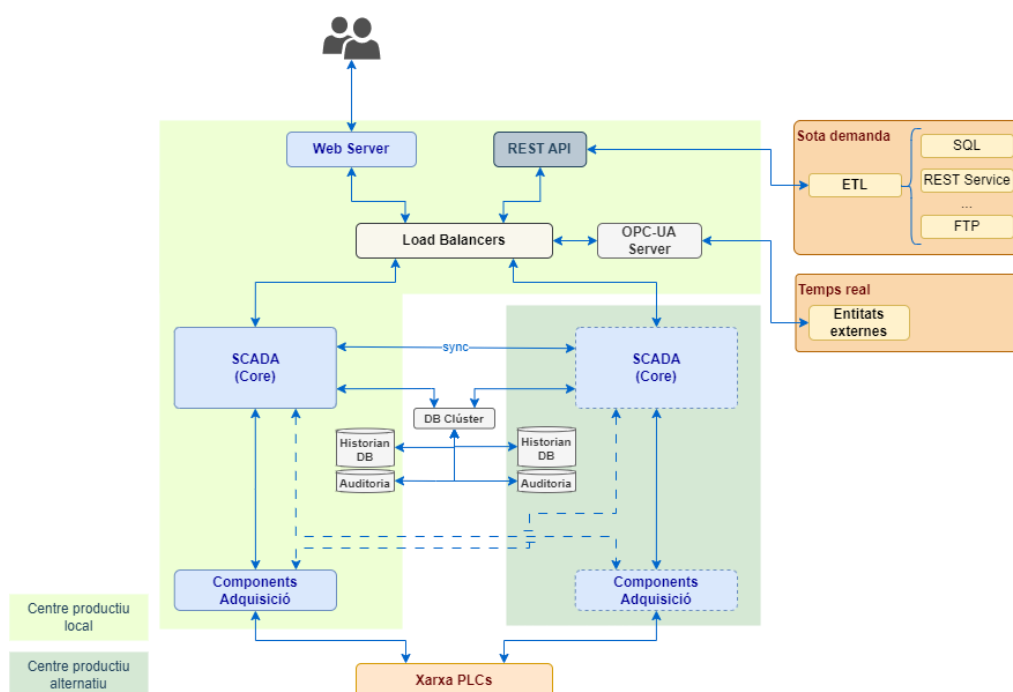 Web Server
REST API
Sota demanda
SQL
ETL
REST Service
...
FTP
Load Balancers
OPC-UA
Server
Temps real
Entitats
externes
SCADA
(Core)
sync
SCADA
(Core)
DB Clúster
Historian
DB
Historian
DB
Auditoria
Auditoria
Components
Adquisició
Components
Adquisició
Centre productiu
local
Centre productiu
alternatiu
Xarxa PLCs